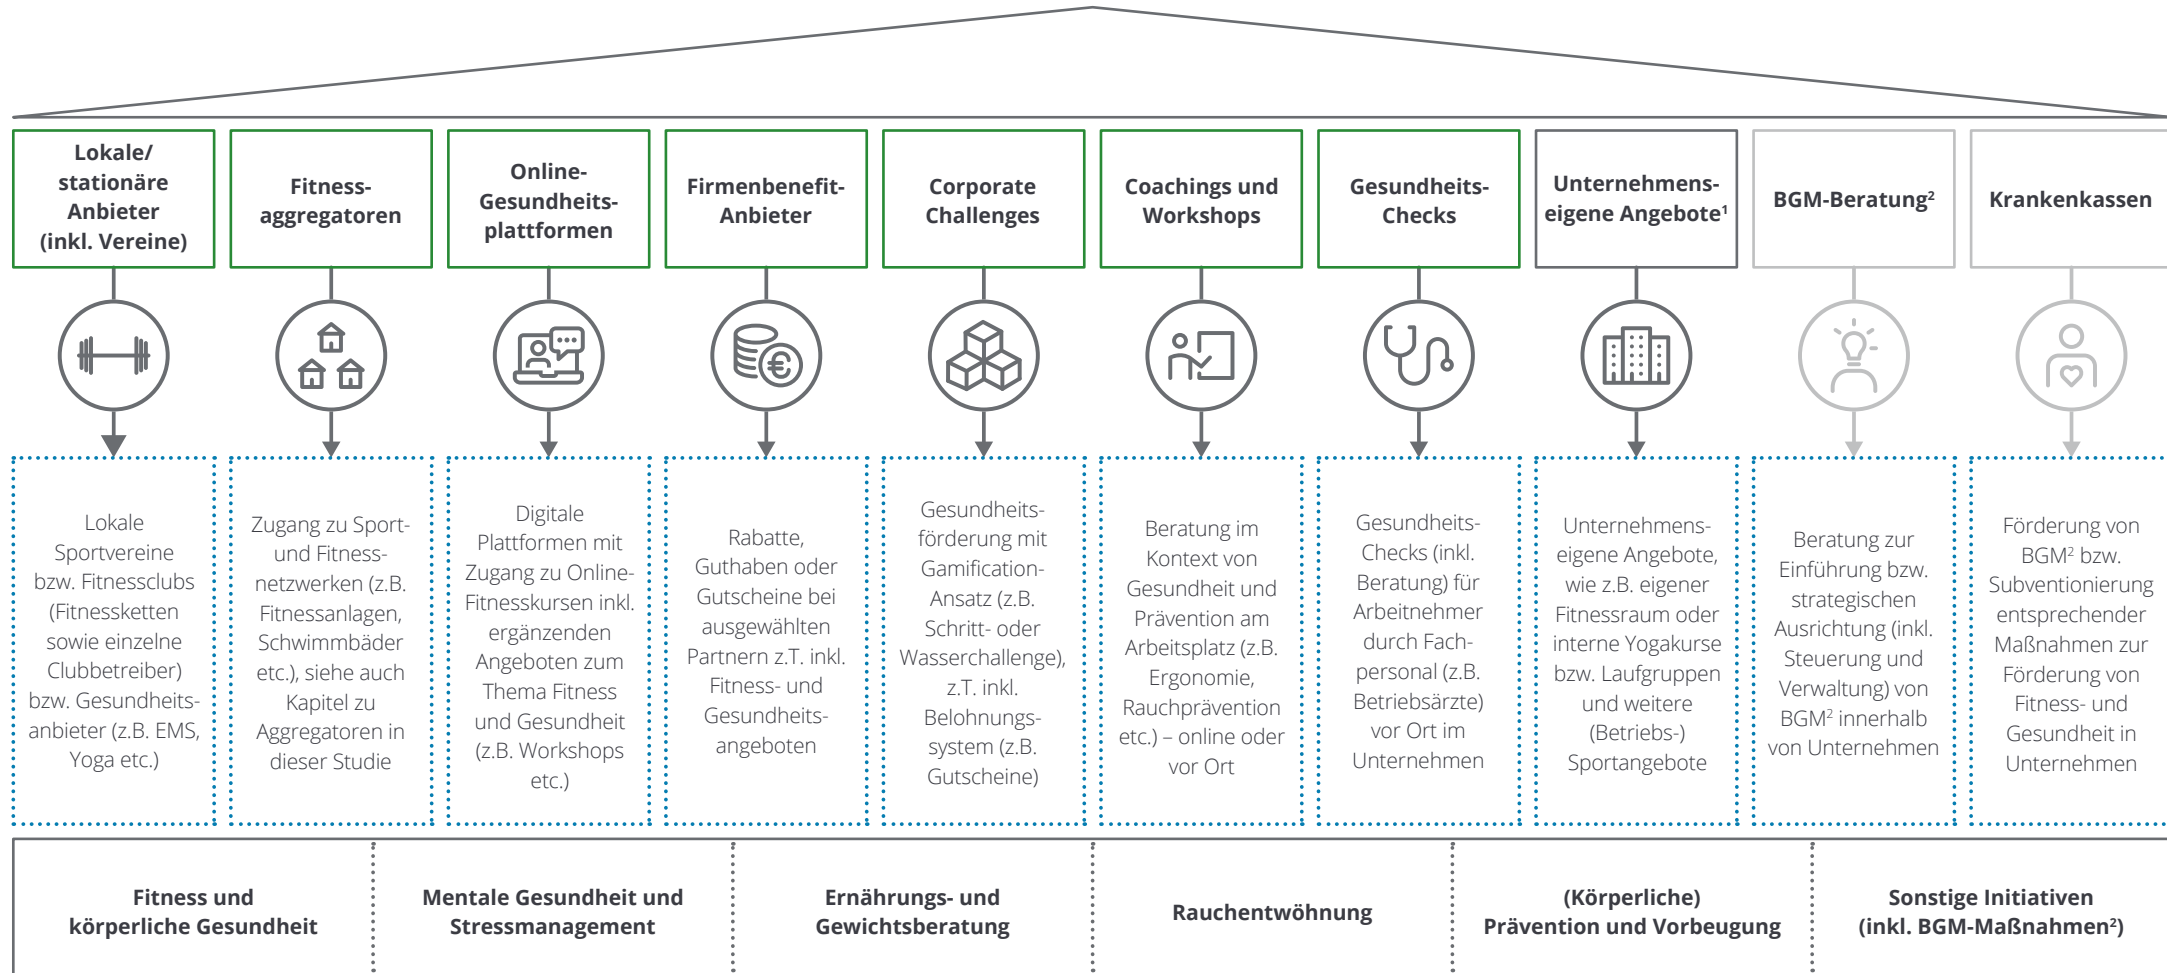 Lokale/
stationäre
Anbieter
(inkl. Vereine)
Fitness-
aggregatoren
Online-
Gesundheits-
plattformen
Firmenbenefit-
Anbieter
Corporate
Challenges
Coachings und
Workshops
Gesundheits-
Checks
Unternehmens-
eigene Angebote¹
BGM-Beratung²
Krankenkassen
Lokale
Sportvereine
bzw. Fitnessclubs
(Fitnessketten
sowie einzelne
Clubbetreiber)
bzw. Gesundheits-
anbieter (z.B. EMS,
Yoga etc.)
Zugang zu Sport-
und Fitness-
netzwerken (z.B.
Fitnessanlagen,
Schwimmbäder
etc.), siehe auch
Kapitel zu
Aggregatoren in
dieser Studie
Digitale
Plattformen mit
Zugang zu Online-
Fitnesskursen inkl.
ergänzenden
Angeboten zum
Thema Fitness
und Gesundheit
(z.B. Workshops
etc.)
Rabatte,
Guthaben oder
Gutscheine bei
ausgewählten
Partnern z.T. inkl.
Fitness- und
Gesundheits-
angeboten
Gesundheits-
förderung mit
Gamification-
Ansatz (z.B.
Schritt- oder
Wasserchallenge),
z.T. inkl.
Belohnungs-
system (z.B.
Gutscheine)
Beratung im
Kontext von
Gesundheit und
Prävention am
Arbeitsplatz (z.B.
Ergonomie,
Rauchprävention
etc.) – online oder
vor Ort
Gesundheits-
Checks (inkl.
Beratung) für
Arbeitnehmer
durch Fach-
personal (z.B.
Betriebsärzte)
vor Ort im
Unternehmen
Unternehmens-
eigene Angebote,
wie z.B. eigener
Fitnessraum oder
interne Yogakurse
bzw. Laufgruppen
und weitere
(Betriebs-)
Sportangebote
Beratung zur
Einführung bzw.
strategischen
Ausrichtung (inkl.
Steuerung und
Verwaltung) von
BGM² innerhalb
von Unternehmen
Förderung von
BGM² bzw.
Subventionierung
entsprechender
Maßnahmen zur
Förderung von
Fitness- und
Gesundheit in
Unternehmen
Fitness und
körperliche Gesundheit
Mentale Gesundheit und
Stressmanagement
Ernährungs- und
Gewichtsberatung
Rauchentwöhnung
(Körperliche)
Prävention und Vorbeugung
Sonstige Initiativen
(inkl. BGM-Maßnahmen²)